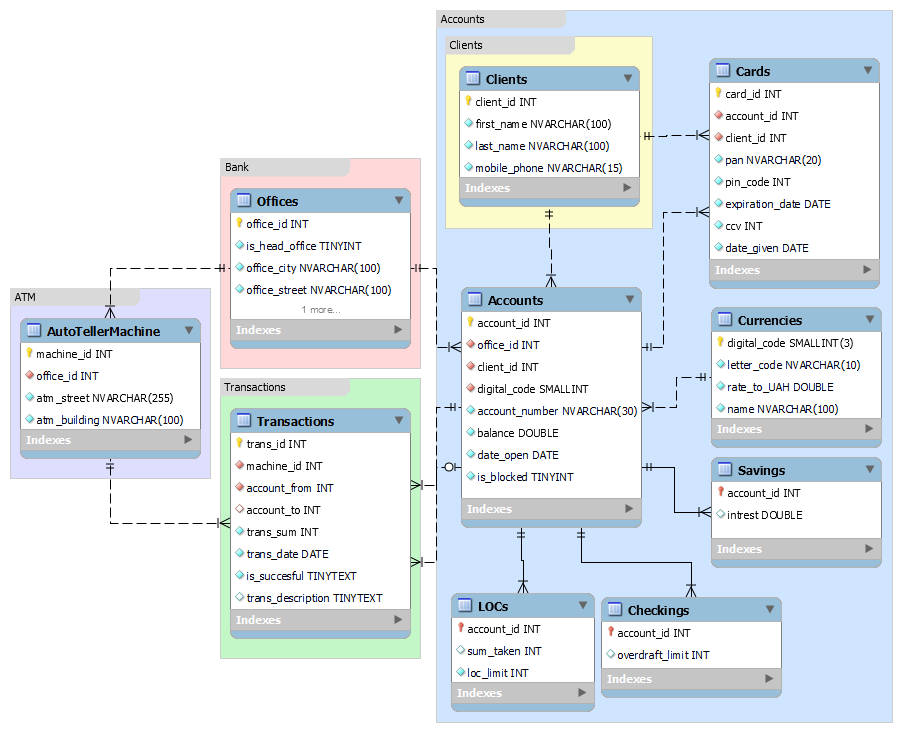 Accounts
Clients
Clients
client_id INT
first_name NVARCHAR(100)
last_name NVARCHAR(100)
mobile_phone NVARCHAR(15)
Indexes
Cards
card_id INT
account_id INT
client_id INT
pan NVARCHAR(20)
pin_code INT
expiration_date DATE
ccv INT
date_given DATE
Indexes
Bank
Offices
office_id INT
is_head_office TINYINT
office_city NVARCHAR(100)
office_street NVARCHAR(100)
1 more...
Indexes
ATM
AutoTellerMachine
machine_id INT
office_id INT
atm_street NVARCHAR(255)
atm_building NVARCHAR(100)
Indexes
Accounts
account_id INT
office_id INT
client_id INT
digital_code SMALLINT
account_number NVARCHAR(30)
balance DOUBLE
date_open DATE
is_blocked TINYINT
Indexes
Currencies
digital_code SMALLINT(3)
letter_code NVARCHAR(10)
rate_to_UAH DOUBLE
name NVARCHAR(100)
Indexes
Transactions
Transactions
trans_id INT
machine_id INT
account_from INT
account_to INT
trans_sum INT
trans_date DATE
is_succesful TINYTEXT
trans_description TINYTEXT
Indexes
Savings
account_id INT
intrest DOUBLE
Indexes
LOCs
account_id INT
sum_taken INT
loc_limit INT
Indexes
Checkings
account_id INT
overdraft_limit INT
Indexes